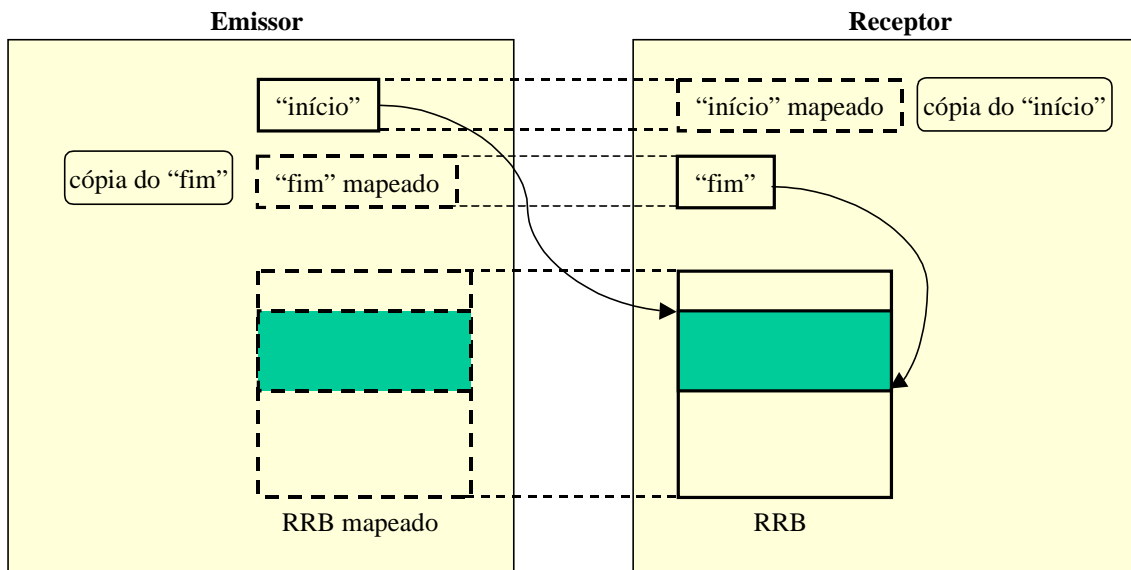 Emissor
Receptor
“início”
“início” mapeado
cópia do “início”
cópia do “fim”
“fim” mapeado
“fim”
RRB mapeado
RRB